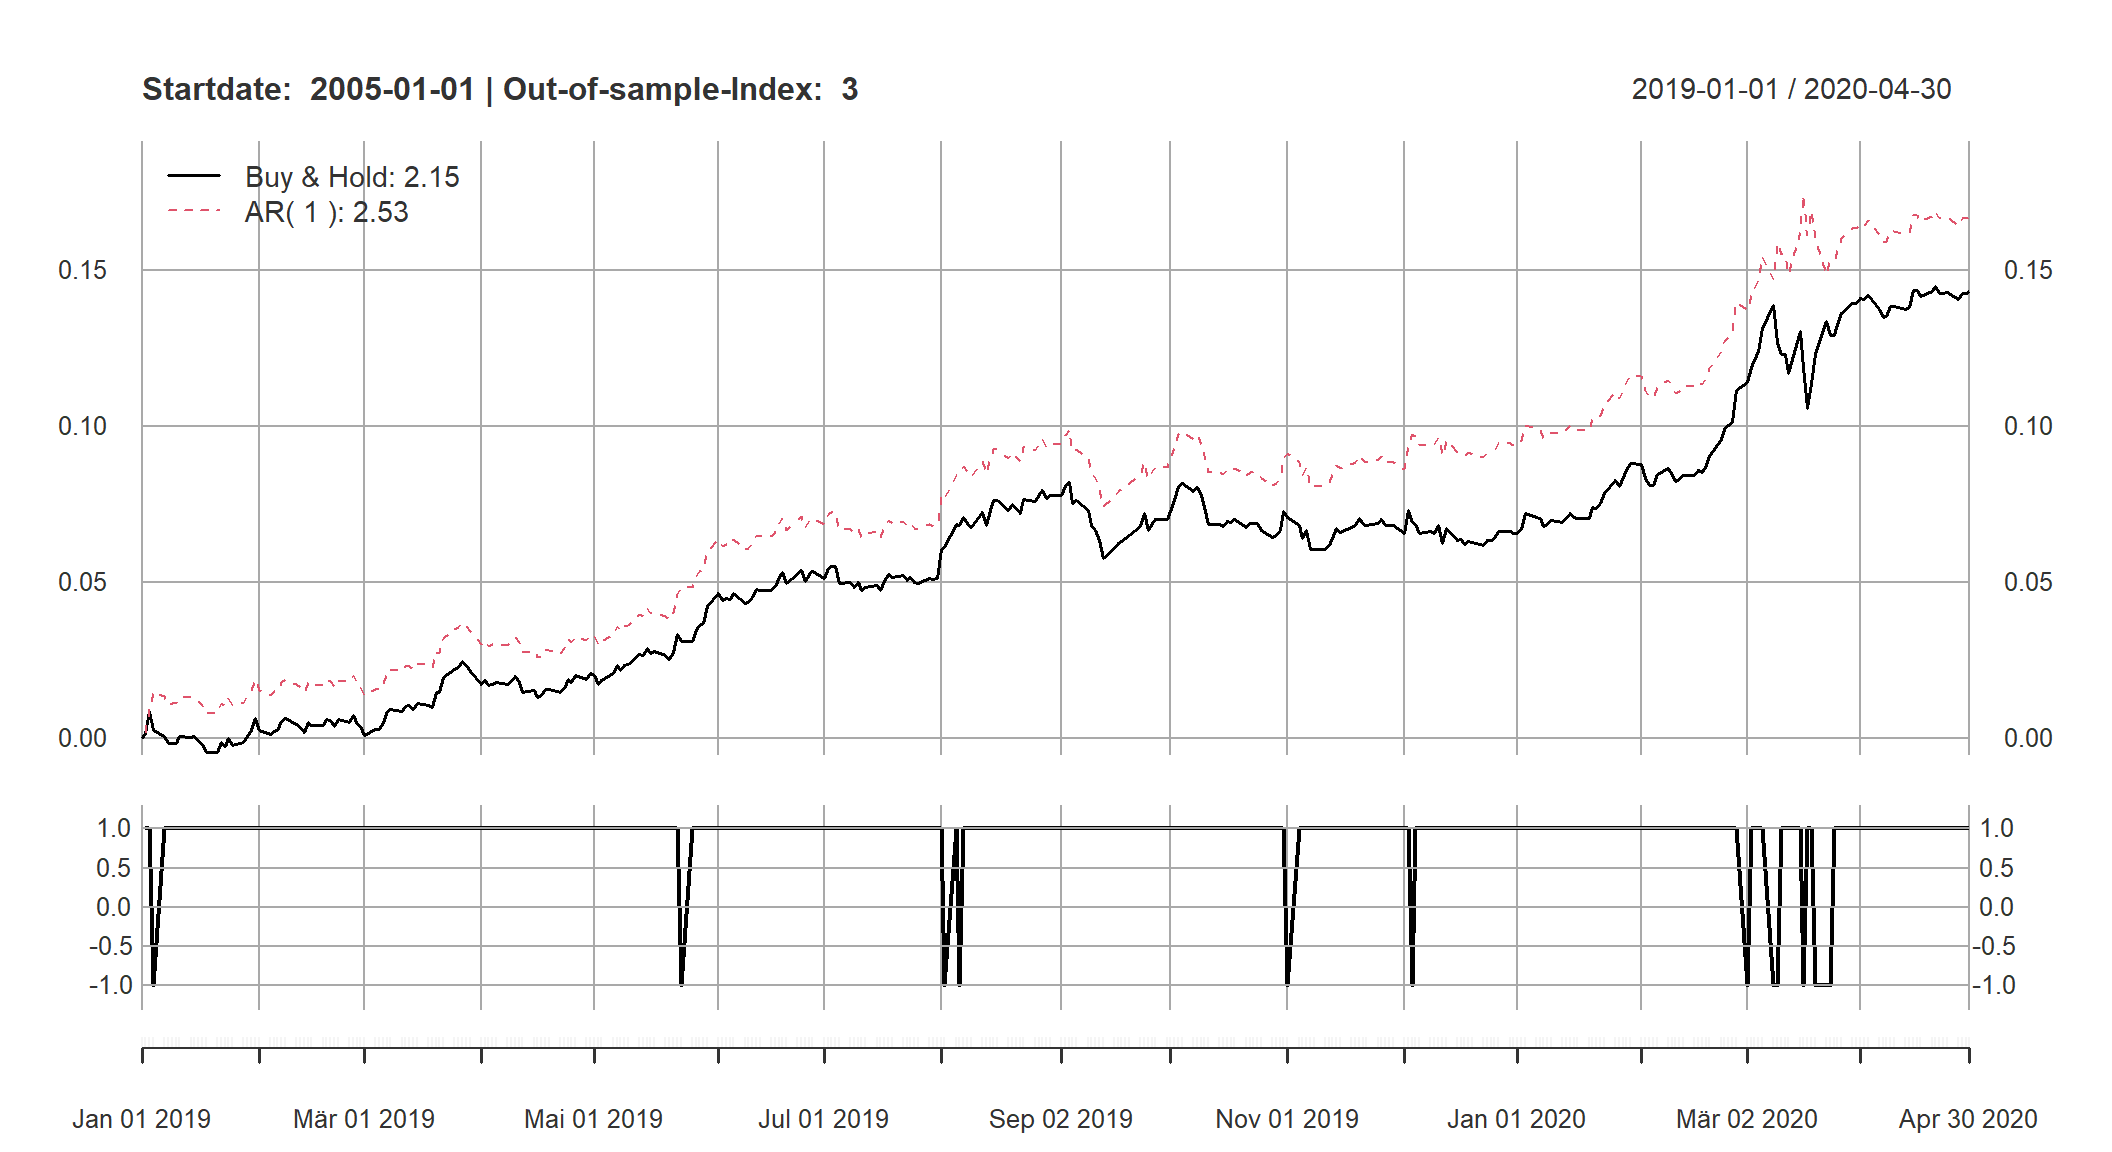 Startdate:  2005-01-01 | Out-of-sample-Index:  3
2019-01-01 / 2020-04-30
Buy & Hold: 2.15
AR( 1 ): 2.53
0.15 0.15
0.10 0.10
0.05 0.05
0.00 0.00
1.0 1.0
0.5 0.5
0.0 0.0
-0.5 -0.5
-1.0 -1.0
Jan 01 2019 Mär 01 2019 Mai 01 2019 Jul 01 2019 Sep 02 2019 Nov 01 2019 Jan 01 2020 Mär 02 2020 Apr 30 2020